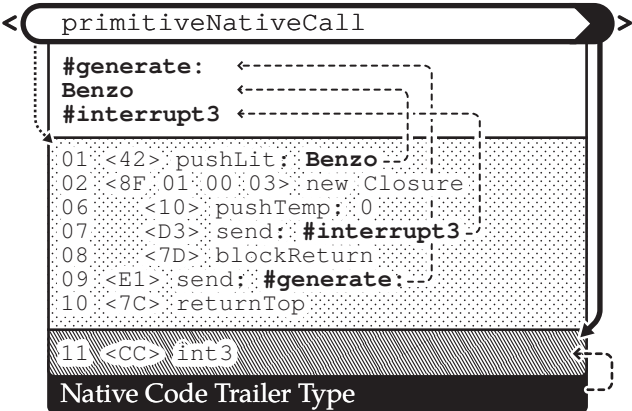 primitiveNativeCall
#generate:
Benzo
#interrupt3
01 <42> pushLit: Benzo
02 <8F 01 00 03> new Closure
06 <10> pushTemp: 0
07 <D3> send: #interrupt3
08 <7D> blockReturn
09 <E1> send: #generate:
10 <7C> returnTop
11 <CC> int3
Native Code Trailer Type